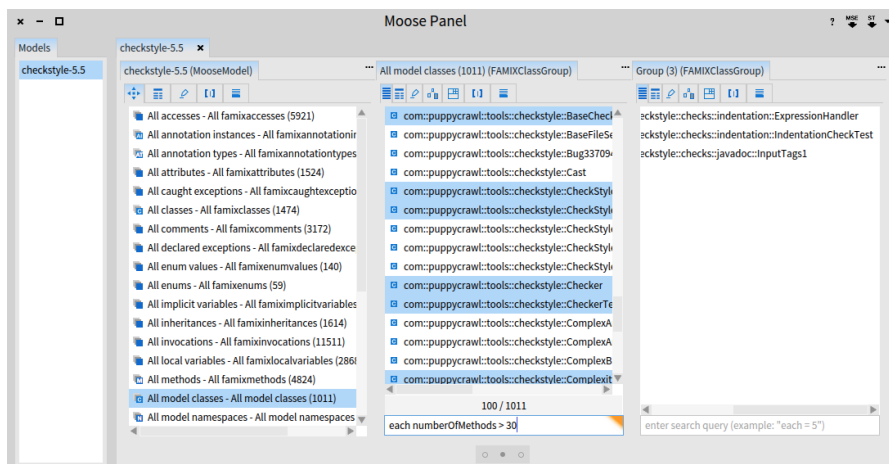 Moose Panel
?
MSE
ST
Models
checkstyle-5.5
checkstyle-5.5
checkstyle-5.5 (MooseModel)
All accesses - All famixaccesses (5921)
All annotation instances - All famixannotationin
All annotation types - All famixannotationtypes
All attributes - All famixattributes (1524)
All caught exceptions - All famixcaughtexceptio
All classes - All famixclasses (1474)
All comments - All famixcomments (3172)
All declared exceptions - All famixdeclaredexce
All enum values - All famixenumvalues (140)
All enums - All famixenums (59)
All implicit variables - All famiximplicitvariables
All inheritances - All famixinheritances (1614)
All invocations - All famixinvocations (11511)
All local variables - All famixlocalvariables (2868
All methods - All famixmethods (4824)
All model classes - All model classes (1011)
All model namespaces - All model namespaces
All model classes (1011) (FAMIXClassGroup)
com::puppycrawl::tools::checkstyle::BaseCheck
com::puppycrawl::tools::checkstyle::BaseFileSe
com::puppycrawl::tools::checkstyle::Bug33709
com::puppycrawl::tools::checkstyle::Cast
com::puppycrawl::tools::checkstyle::CheckStyle
com::puppycrawl::tools::checkstyle::CheckStyle
com::puppycrawl::tools::checkstyle::CheckStyle
com::puppycrawl::tools::checkstyle::CheckStyle
com::puppycrawl::tools::checkstyle::CheckStyle
com::puppycrawl::tools::checkstyle::Checker
com::puppycrawl::tools::checkstyle::CheckerTe
com::puppycrawl::tools::checkstyle::ComplexA
com::puppycrawl::tools::checkstyle::ComplexA
com::puppycrawl::tools::checkstyle::ComplexB
com::puppycrawl::tools::checkstyle::Complexit
100 / 1011
each numberOfMethods > 30
Group (3) (FAMIXClassGroup)
eckstyle::checks::indentation::ExpressionHandler
eckstyle::checks::indentation::IndentationCheckTest
eckstyle::checks::javadoc::InputTags1
enter search query (example: "each = 5")